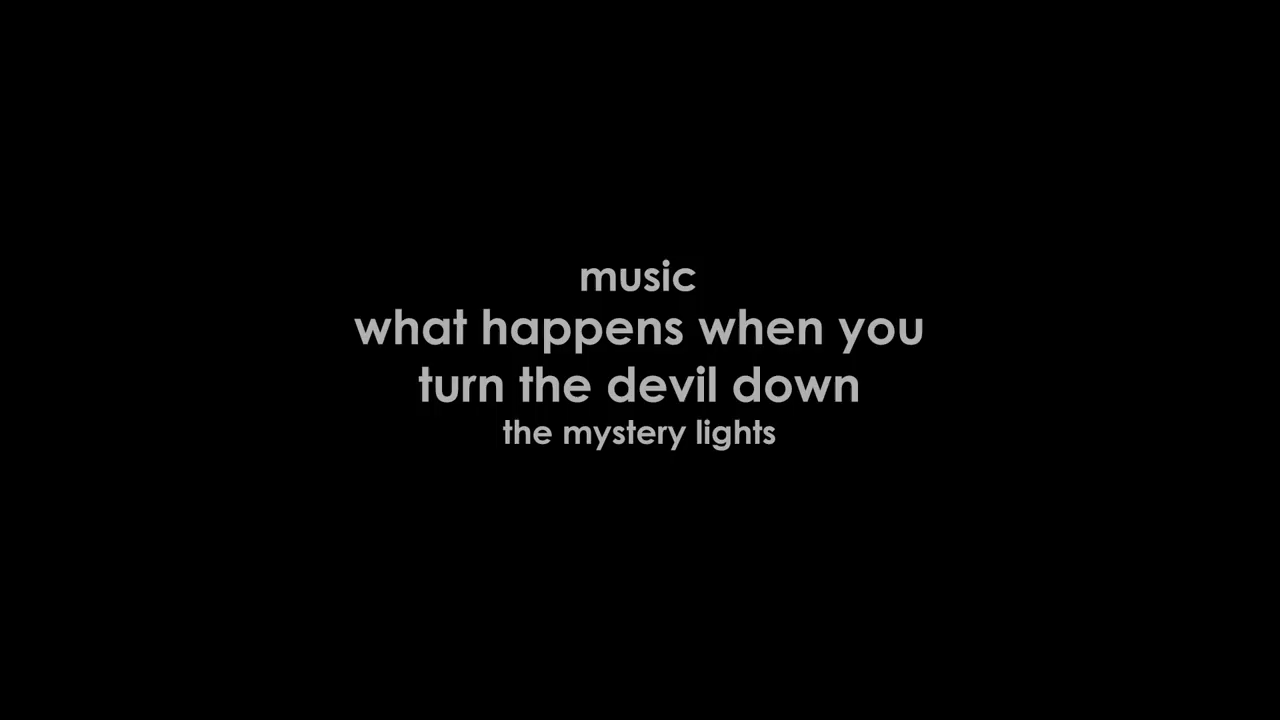 music
what happens when you
turn the devil down
the mystery lights